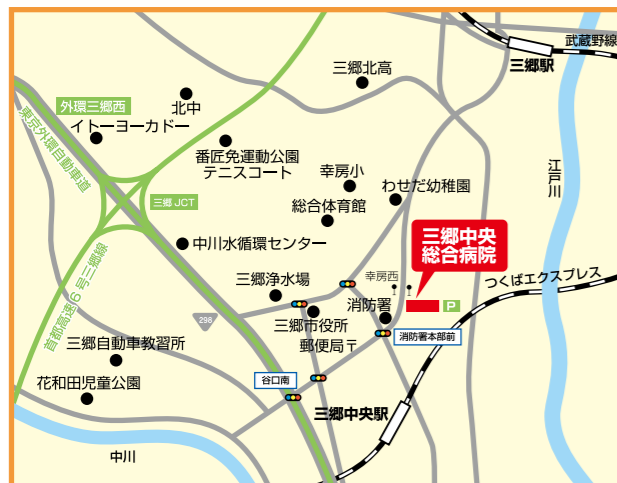 武蔵野線
三郷駅
三郷北高
外環三郷西
北中
イトーヨーカドー
東京外環自動車道
番匠免運動公園
テニスコート
幸房小
わせだ幼稚園
江戸川
三郷 JCT
総合体育館
三郷中央
総合病院
中川水循環センター
幸房西
つくばエクスプレス
三郷浄水場
首都高速6号三郷線
P
消防署
298
三郷市役所
消防署本部前
郵便局〒
三郷自動車教習所
谷口南
花和田児童公園
三郷中央駅
中川